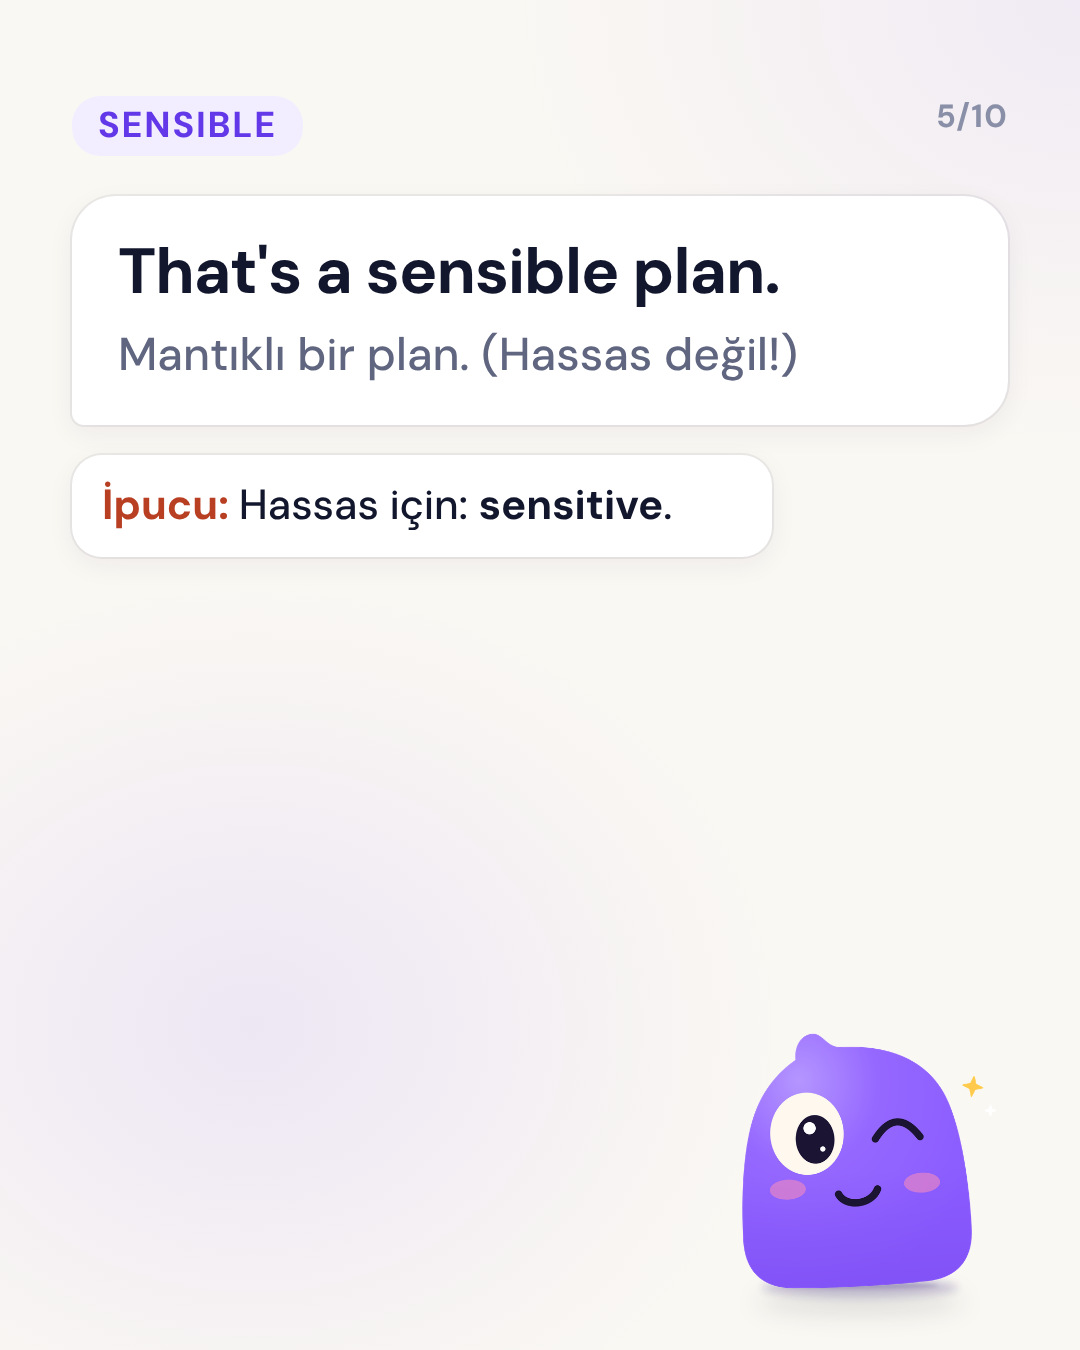 SENSIBLE
5/10
That's a sensible plan.
Mantıklı bir plan. (Hassas değil!)
İpucu: Hassas için: sensitive.